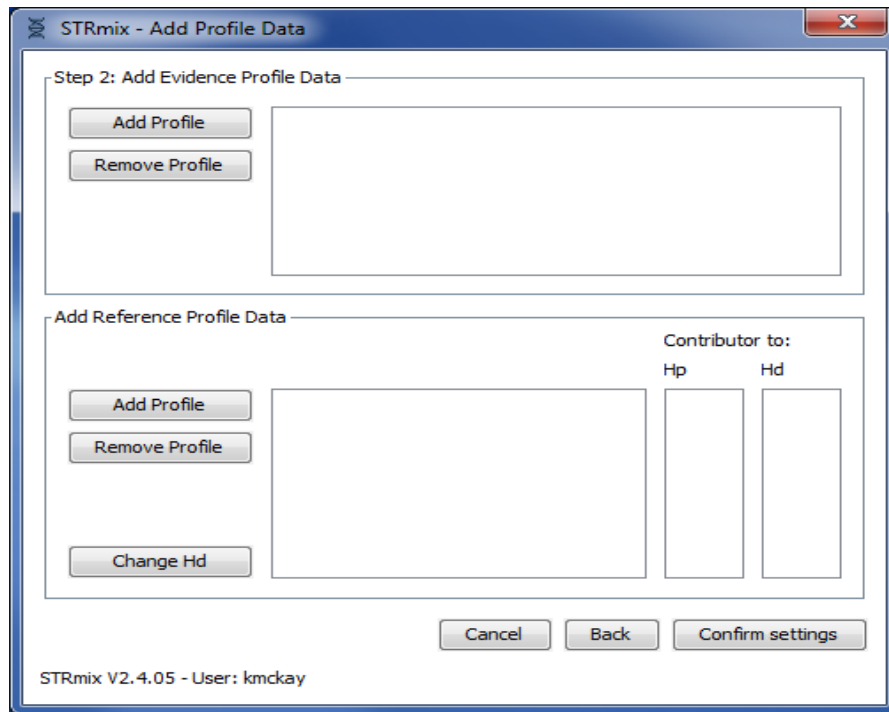 STRmix - Add Profile Data
Step 2: Add Evidence Profile Data
Add Profile
Remove Profile
Add Reference Profile Data
Contributor to:
Hp Hd
Add Profile
Remove Profile
Change Hd
Cancel Back Confirm settings
STRmix V2.4.05 - User: kmckay